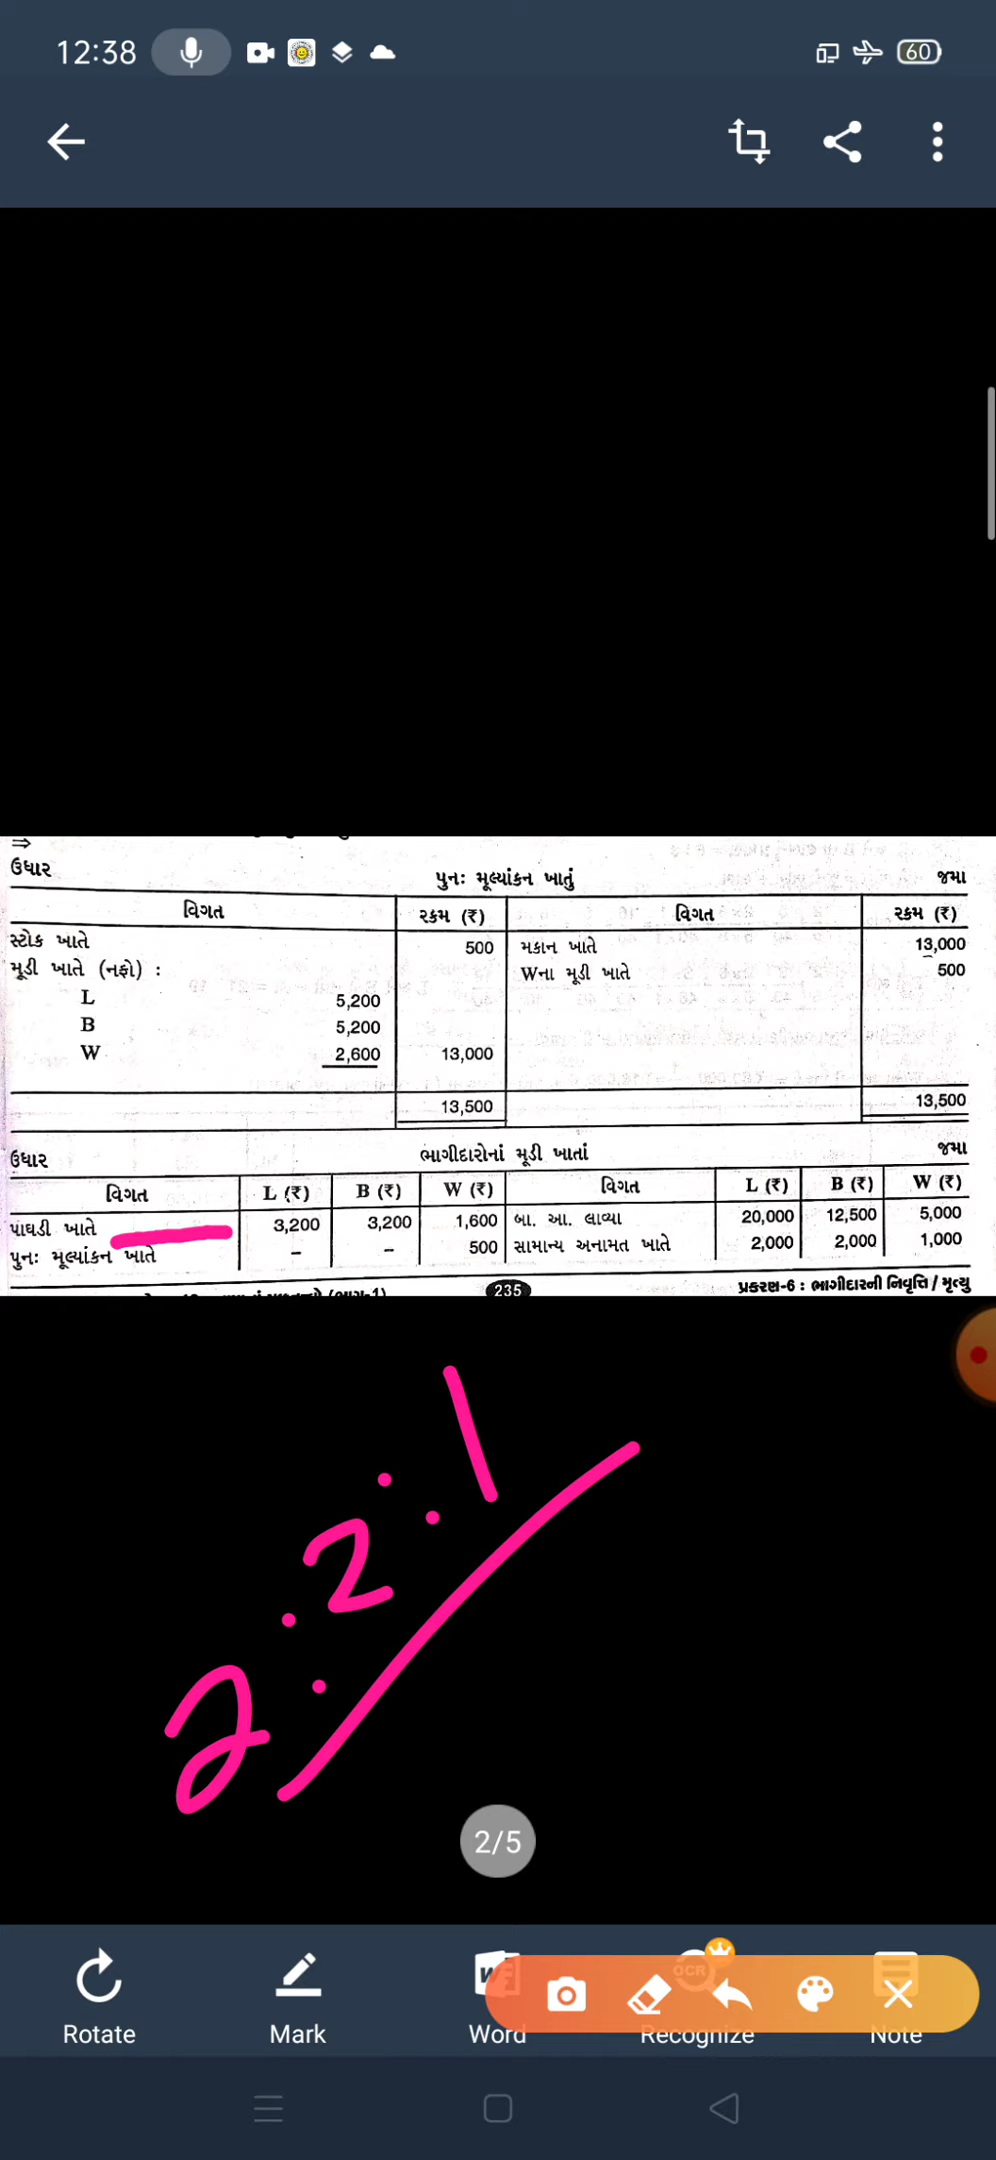 12:38 60
⇒
ઉધાર પુનઃ મૂલ્યાંકન ખાતું જમા
વિગત રકમ (₹) વિગત રકમ (₹)
સ્ટોક ખાતે 500 મકાન ખાતે 13,000
મૂડી ખાતે (નફો) : Wના મૂડી ખાતે 500
L 5,200
B 5,200
W 2,600 13,000
13,500 13,500
ઉધાર ભાગીદારોનાં મૂડી ખાતાં જમા
વિગત L (₹) B (₹) W (₹) વિગત L (₹) B (₹) W (₹)
પાઘડી ખાતે 3,200 3,200 1,600 બા. આ. લાવ્યા 20,000 12,500 5,000
પુનઃ મૂલ્યાંકન ખાતે – – 500 સામાન્ય અનામત ખાતે 2,000 2,000 1,000
(ભાગ-1) 235 પ્રકરણ-6 : ભાગીદારની નિવૃત્તિ / મૃત્યુ
2 : 2 : 1
2/5
Rotate Mark Word Recognize Note
OCR